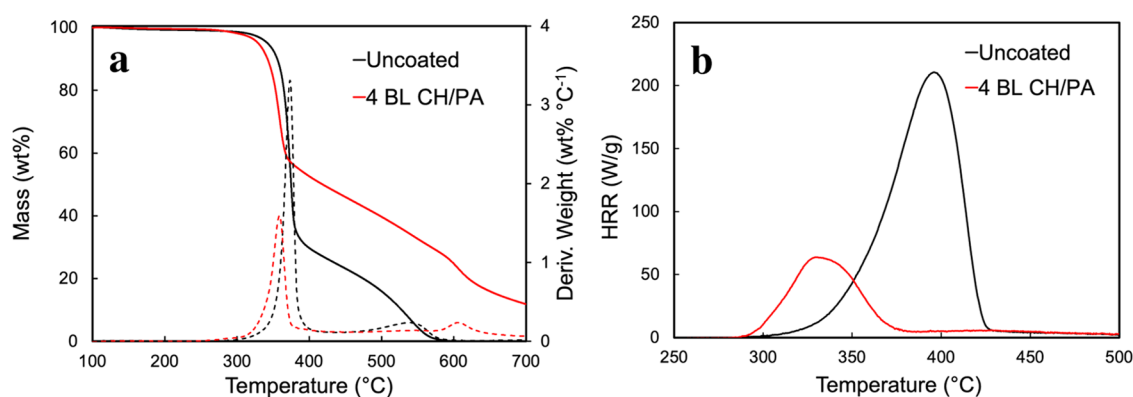 a
Uncoated
4 BL CH/PA
Mass (wt%)
100
80
60
40
20
0
4
3
2
1
0
Deriv. Weight (wt% °C⁻¹)
100 200 300 400 500 600 700
Temperature (°C)
b
Uncoated
4 BL CH/PA
HRR (W/g)
250
200
150
100
50
0
250 300 350 400 450 500
Temperature (°C)